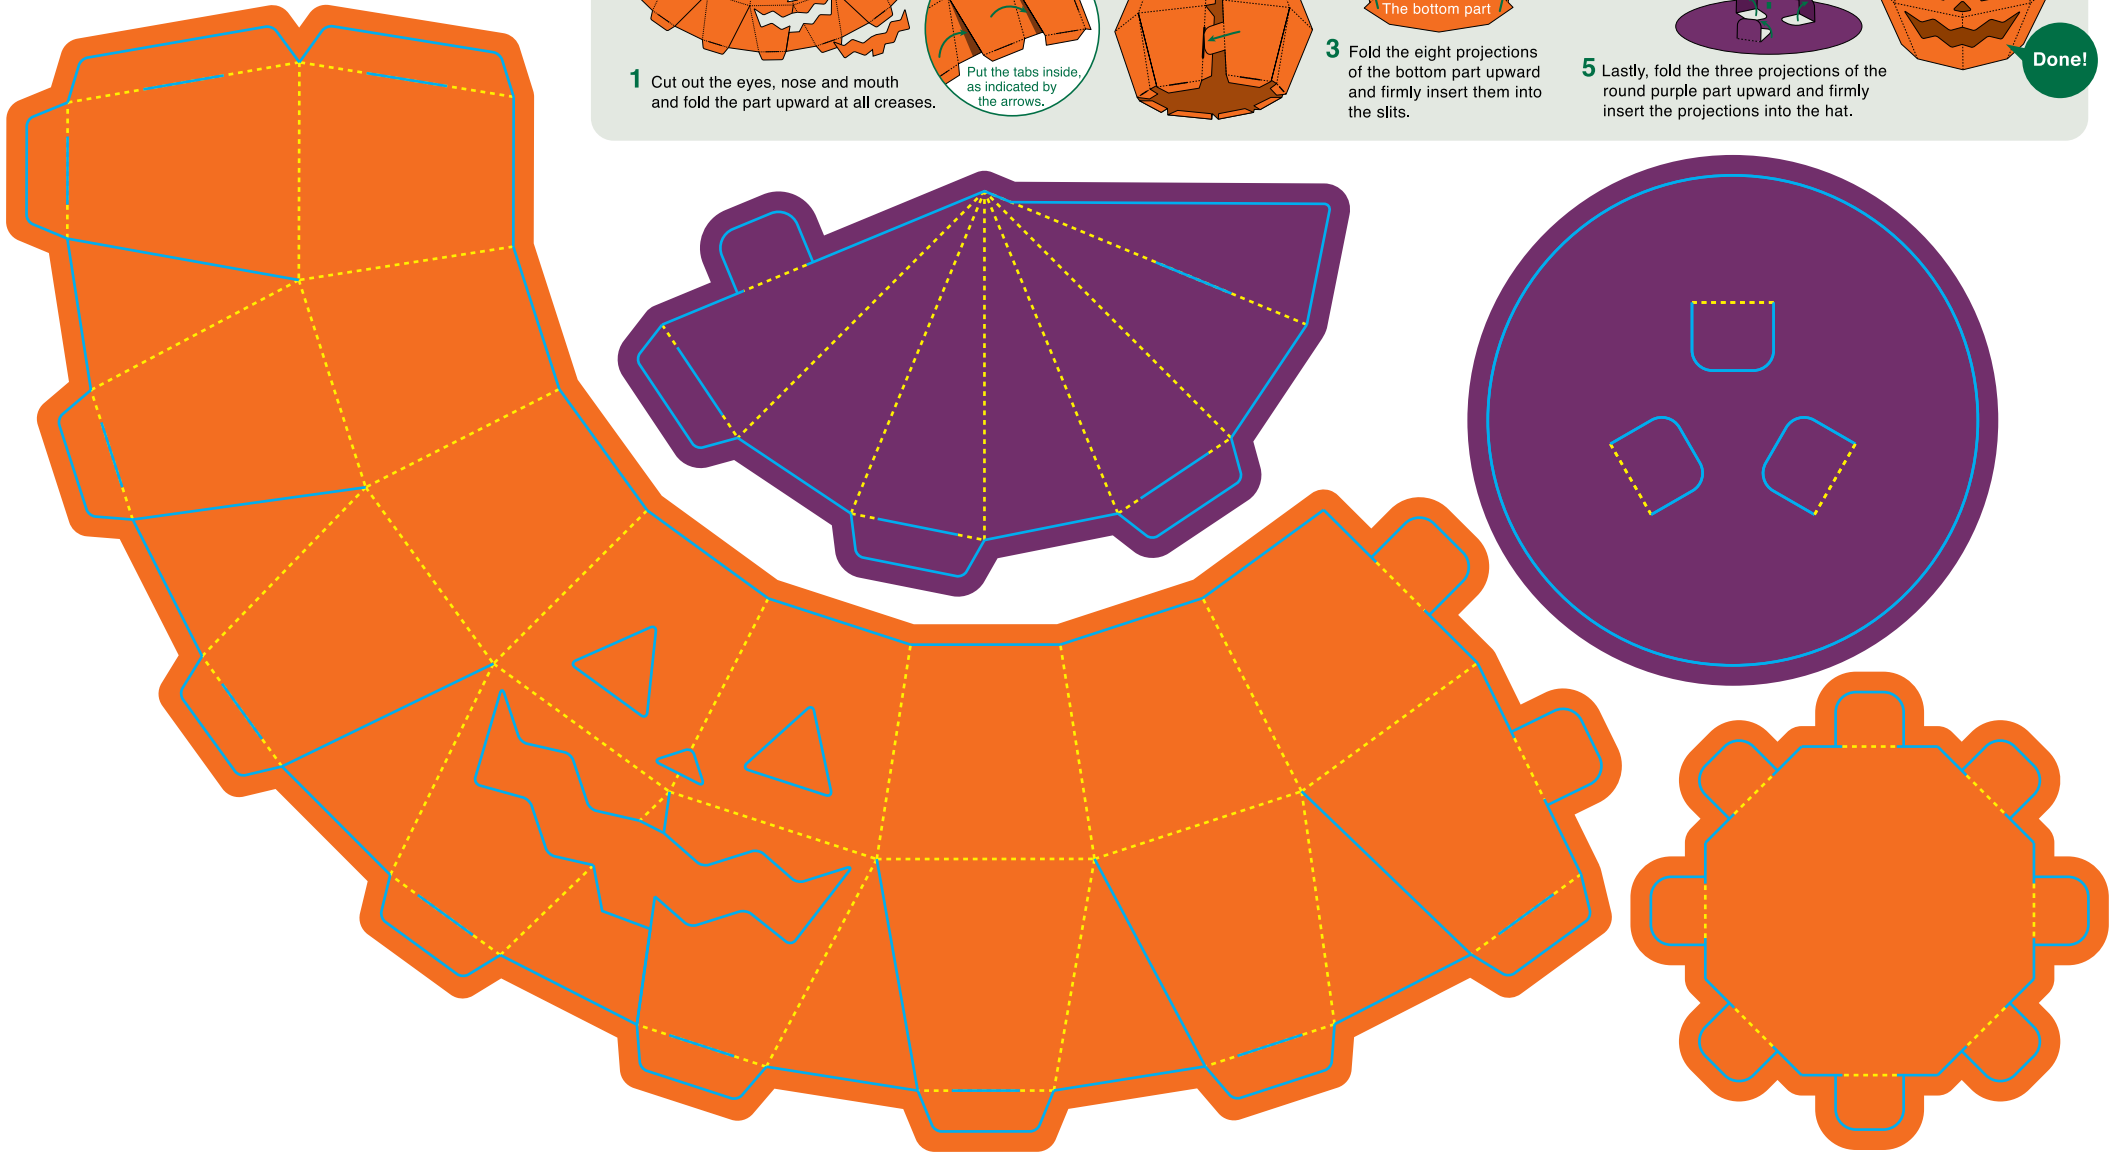 1 Cut out the eyes, nose and mouth
and fold the part upward at all creases.
Put the tabs inside,
as indicated by
the arrows.
The bottom part
3 Fold the eight projections
of the bottom part upward
and firmly insert them into
the slits.
5 Lastly, fold the three projections of the
round purple part upward and firmly
insert the projections into the hat.
Done!